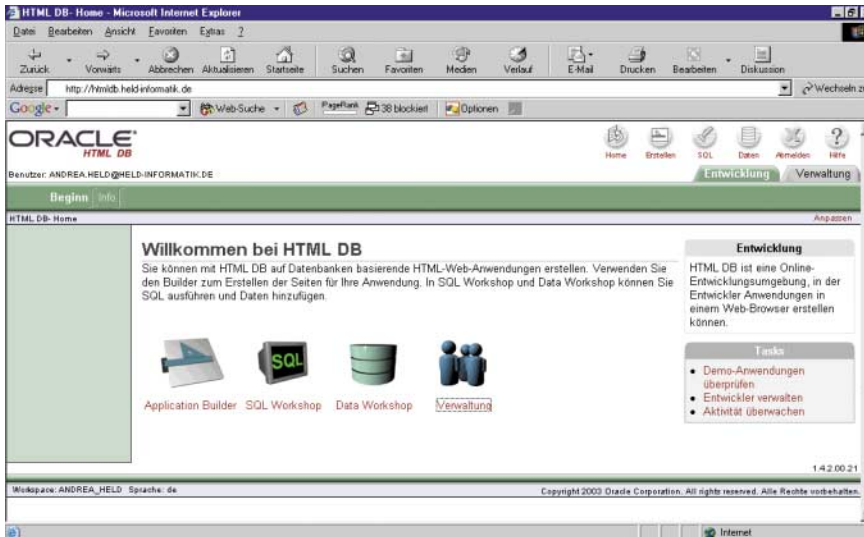 HTML DB- Home - Microsoft Internet Explorer
Datei Bearbeiten Ansicht Favoriten Extras ?
Zurück Vorwärts Abbrechen Aktualisieren Startseite Suchen Favoriten Medien Verlauf E-Mail Drucken Bearbeiten Diskussion
Adresse http://htmldb.held-informatik.de Wechseln zu
Google Web-Suche PageRank 38 blockiert Optionen
ORACLE
HTML DB
Home Erstellen SQL Daten Abmelden Hilfe
Benutzer: ANDREA.HELD@HELD-INFORMATIK.DE
Entwicklung Verwaltung
Beginn Info
HTML DB- Home Anpassen
Willkommen bei HTML DB
Sie können mit HTML DB auf Datenbanken basierende HTML-Web-Anwendungen erstellen. Verwenden Sie
den Builder zum Erstellen der Seiten für Ihre Anwendung. In SQL Workshop und Data Workshop können Sie
SQL ausführen und Daten hinzufügen.
SQL
Application Builder SQL Workshop Data Workshop Verwaltung
Entwicklung
HTML DB ist eine Online-
Entwicklungsumgebung, in der
Entwickler Anwendungen in
einem Web-Browser erstellen
können.
Tasks
Demo-Anwendungen
überprüfen
Entwickler verwalten
Aktivität überwachen
1.4.2.00.21
Workspace: ANDREA_HELD Sprache: de
Copyright 2003 Oracle Corporation. All rights reserved. Alle Rechte vorbehalten.
Internet